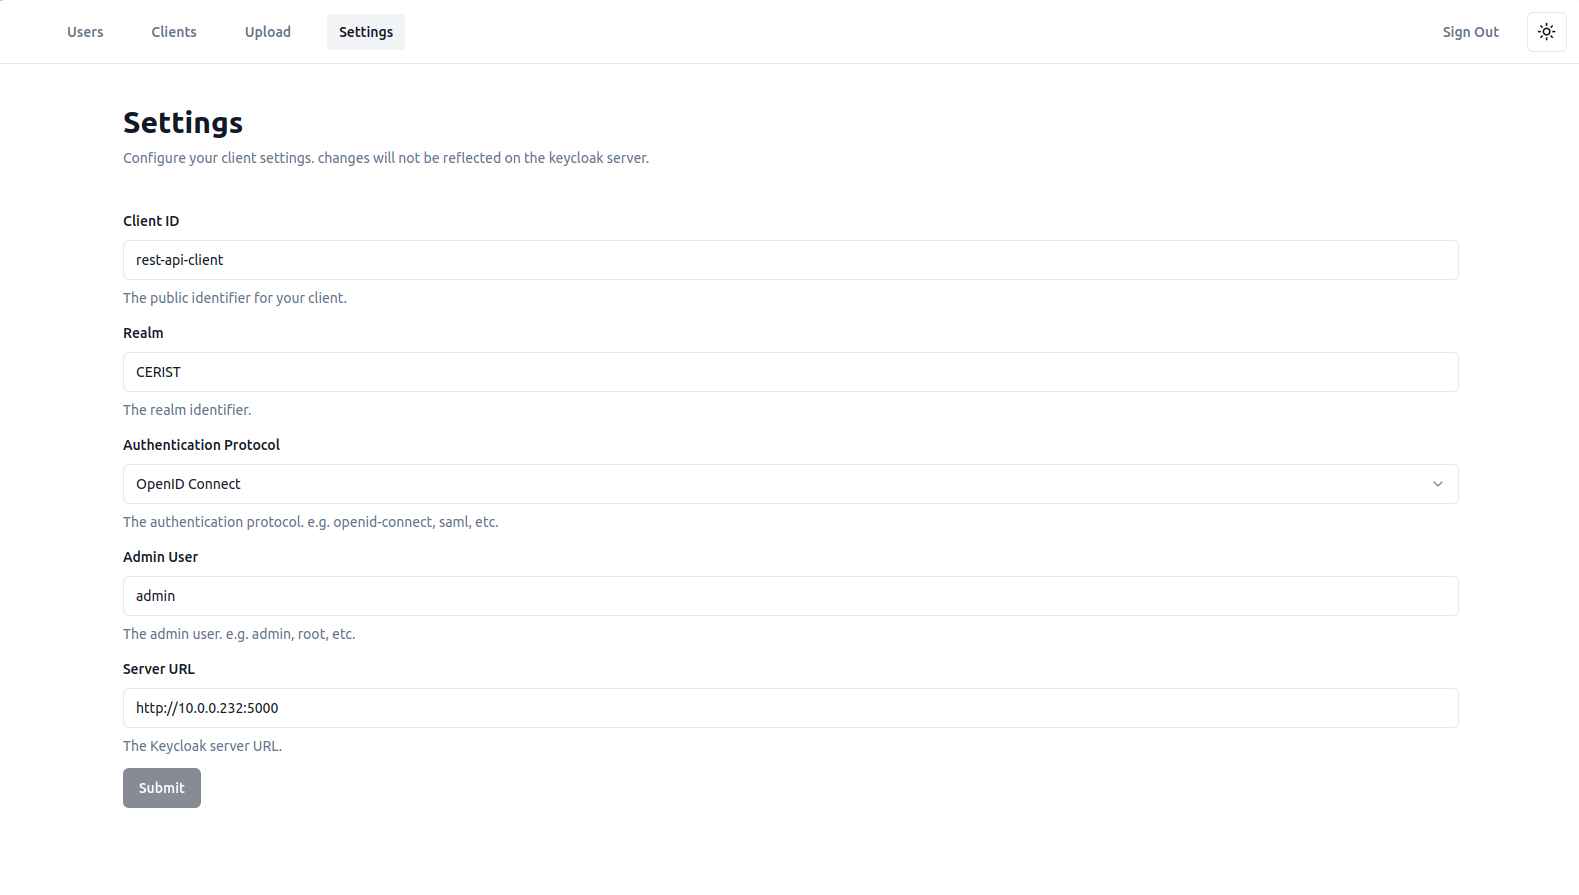 Users Clients Upload Settings Sign Out
Settings
Configure your client settings. changes will not be reflected on the keycloak server.
Client ID
rest-api-client
The public identifier for your client.
Realm
CERIST
The realm identifier.
Authentication Protocol
OpenID Connect
The authentication protocol. e.g. openid-connect, saml, etc.
Admin User
admin
The admin user. e.g. admin, root, etc.
Server URL
http://10.0.0.232:5000
The Keycloak server URL.
Submit